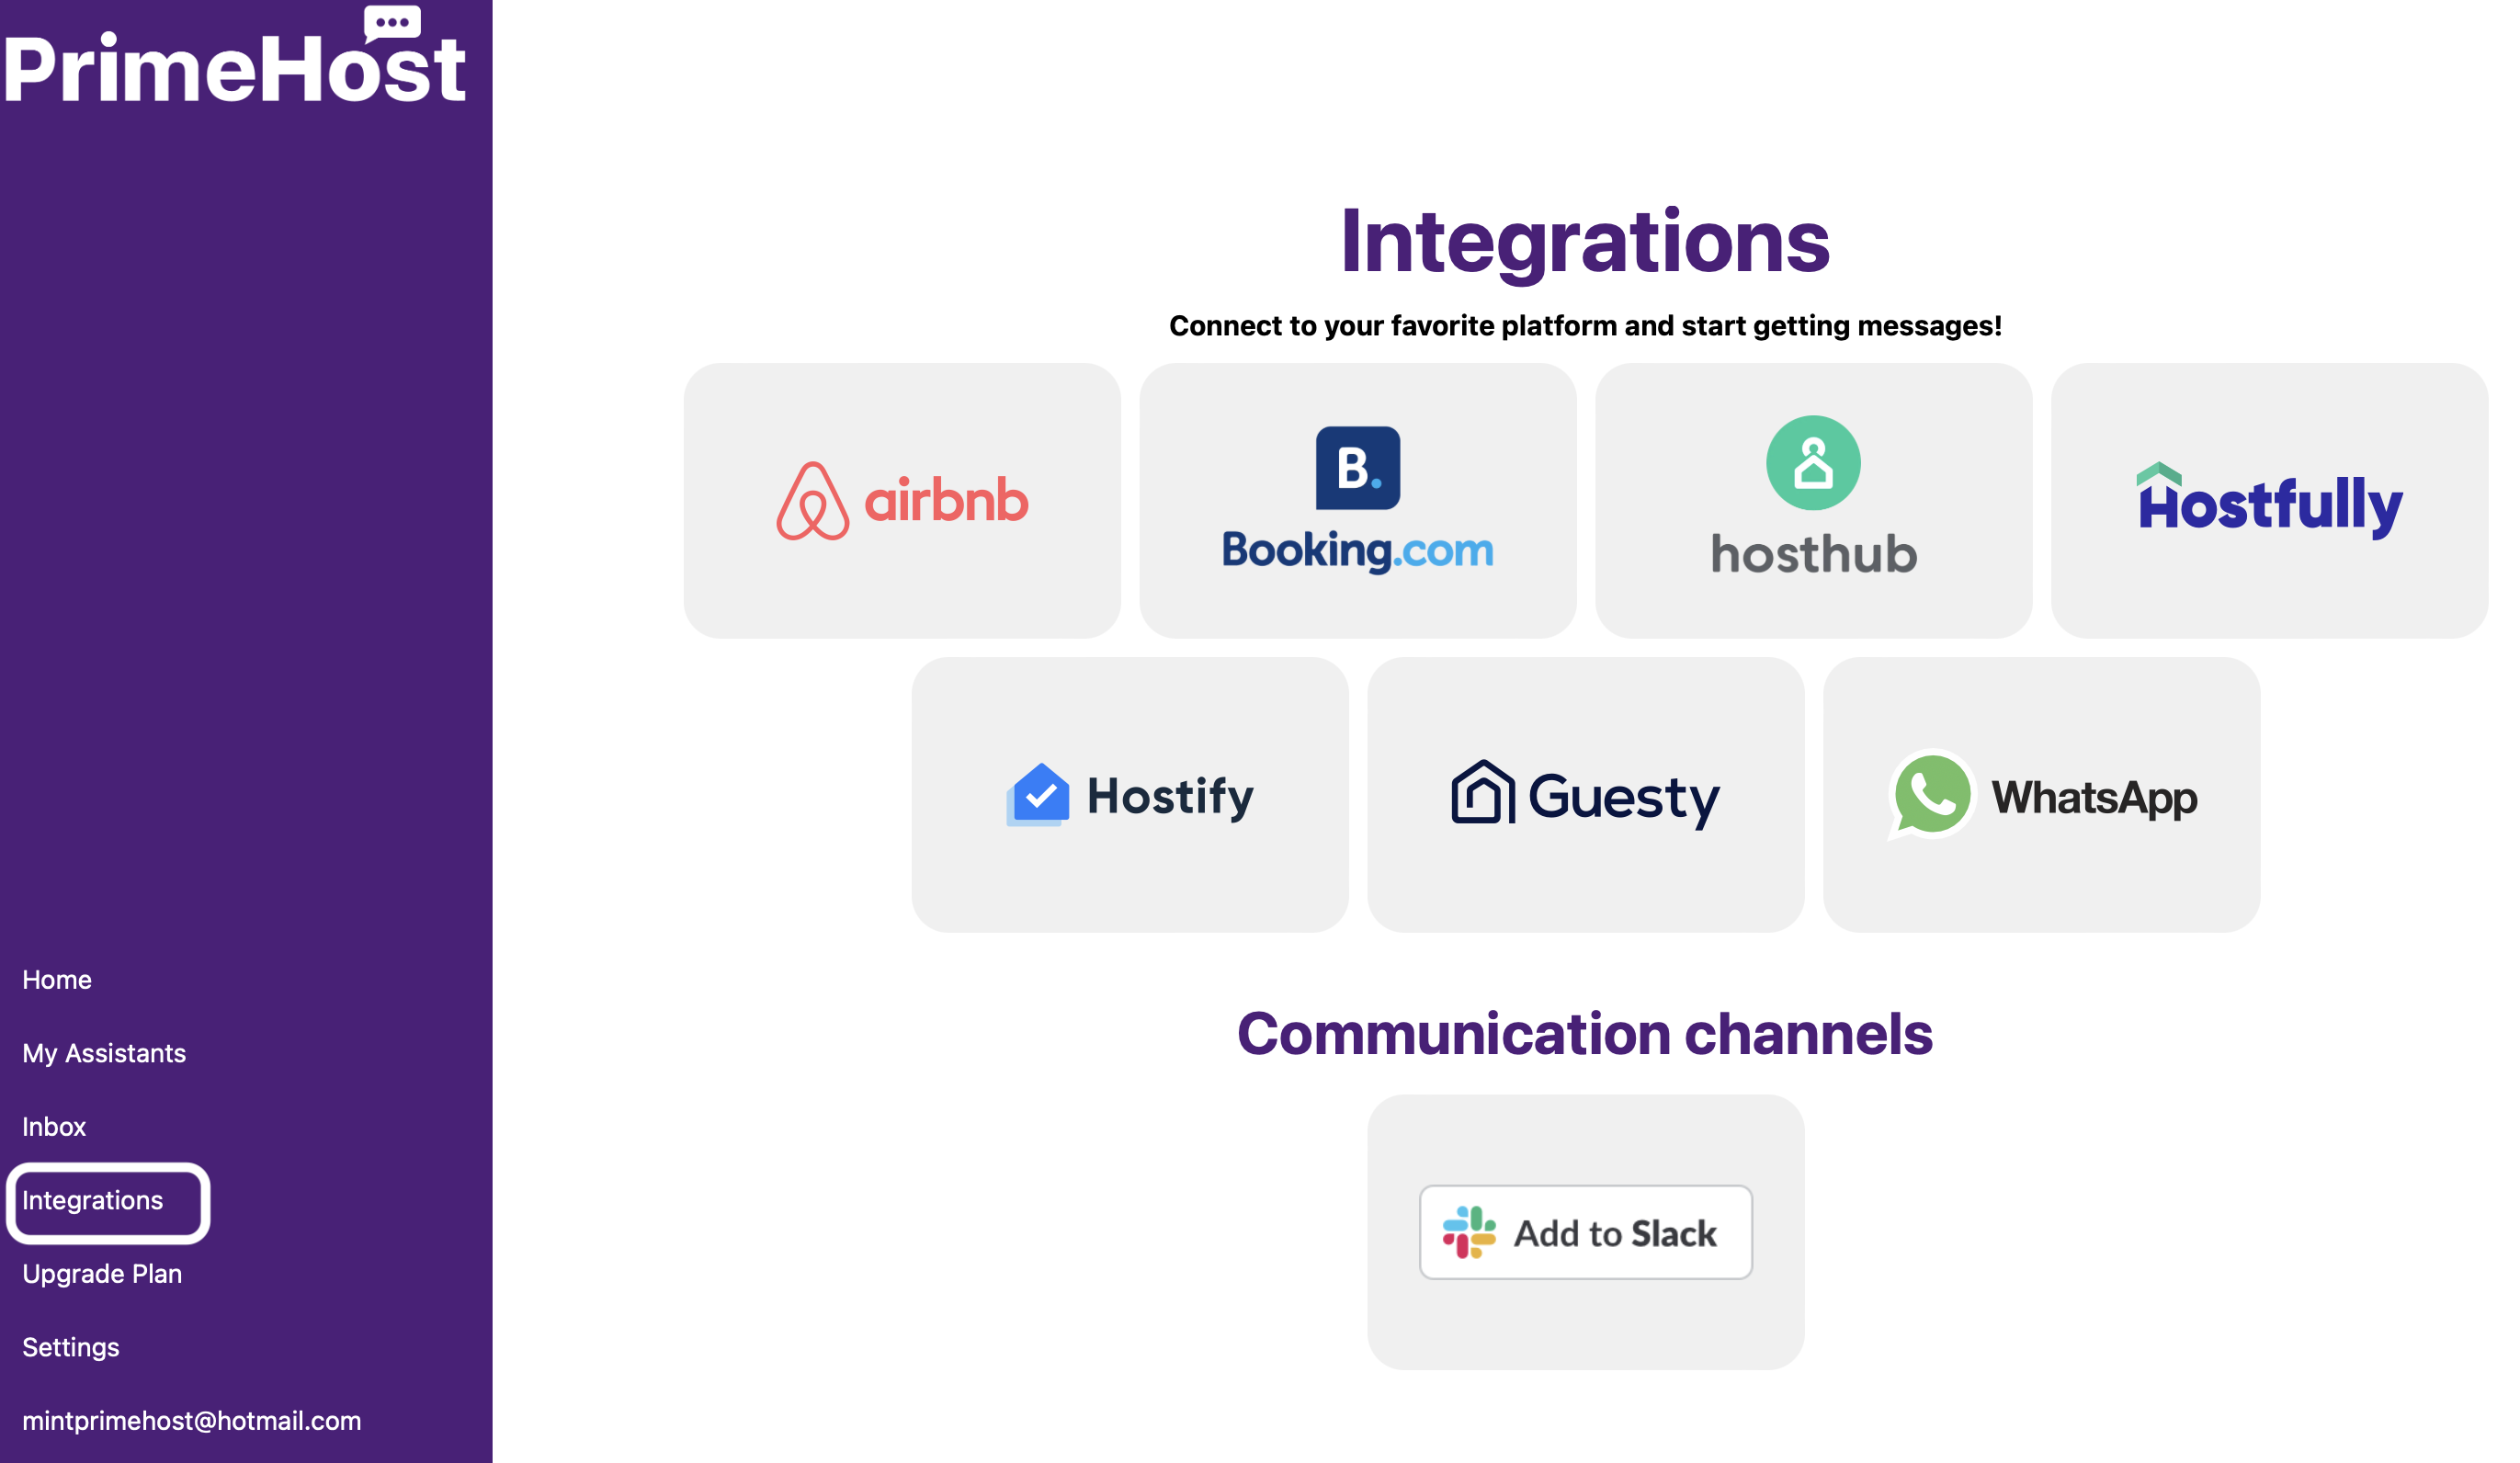 PrimeHost
Home
My Assistants
Inbox
Integrations
Upgrade Plan
Settings
mintprimehost@hotmail.com
Integrations
Connect to your favorite platform and start getting messages!
airbnb
B.
Booking.com
hosthub
Hostfully
Hostify
Guesty
WhatsApp
Communication channels
Add to Slack